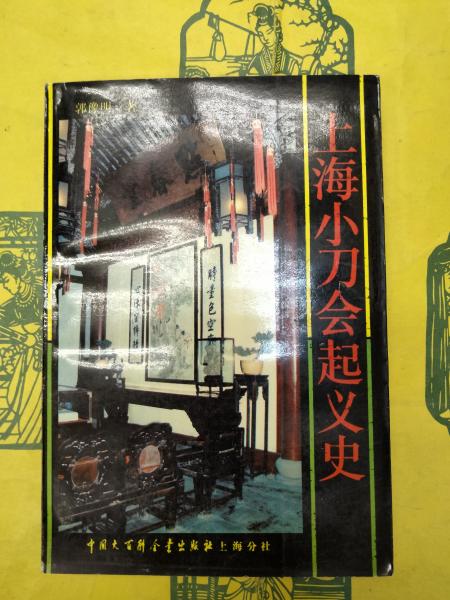 郭豫明 著
上海小刀会起义史
中国大百科全书出版社上海分社